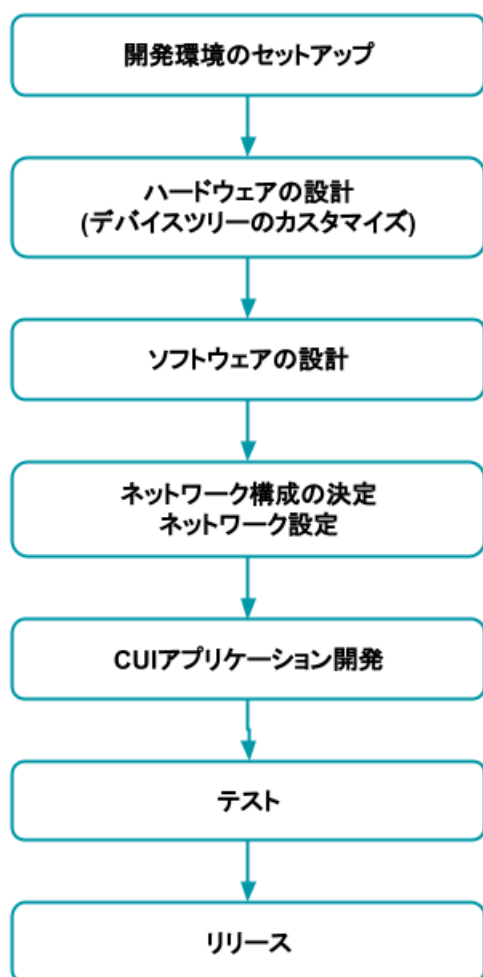 開発環境のセットアップ
ハードウェアの設計
(デバイスツリーのカスタマイズ)
ソフトウェアの設計
ネットワーク構成の決定
ネットワーク設定
CUIアプリケーション開発
テスト
リリース